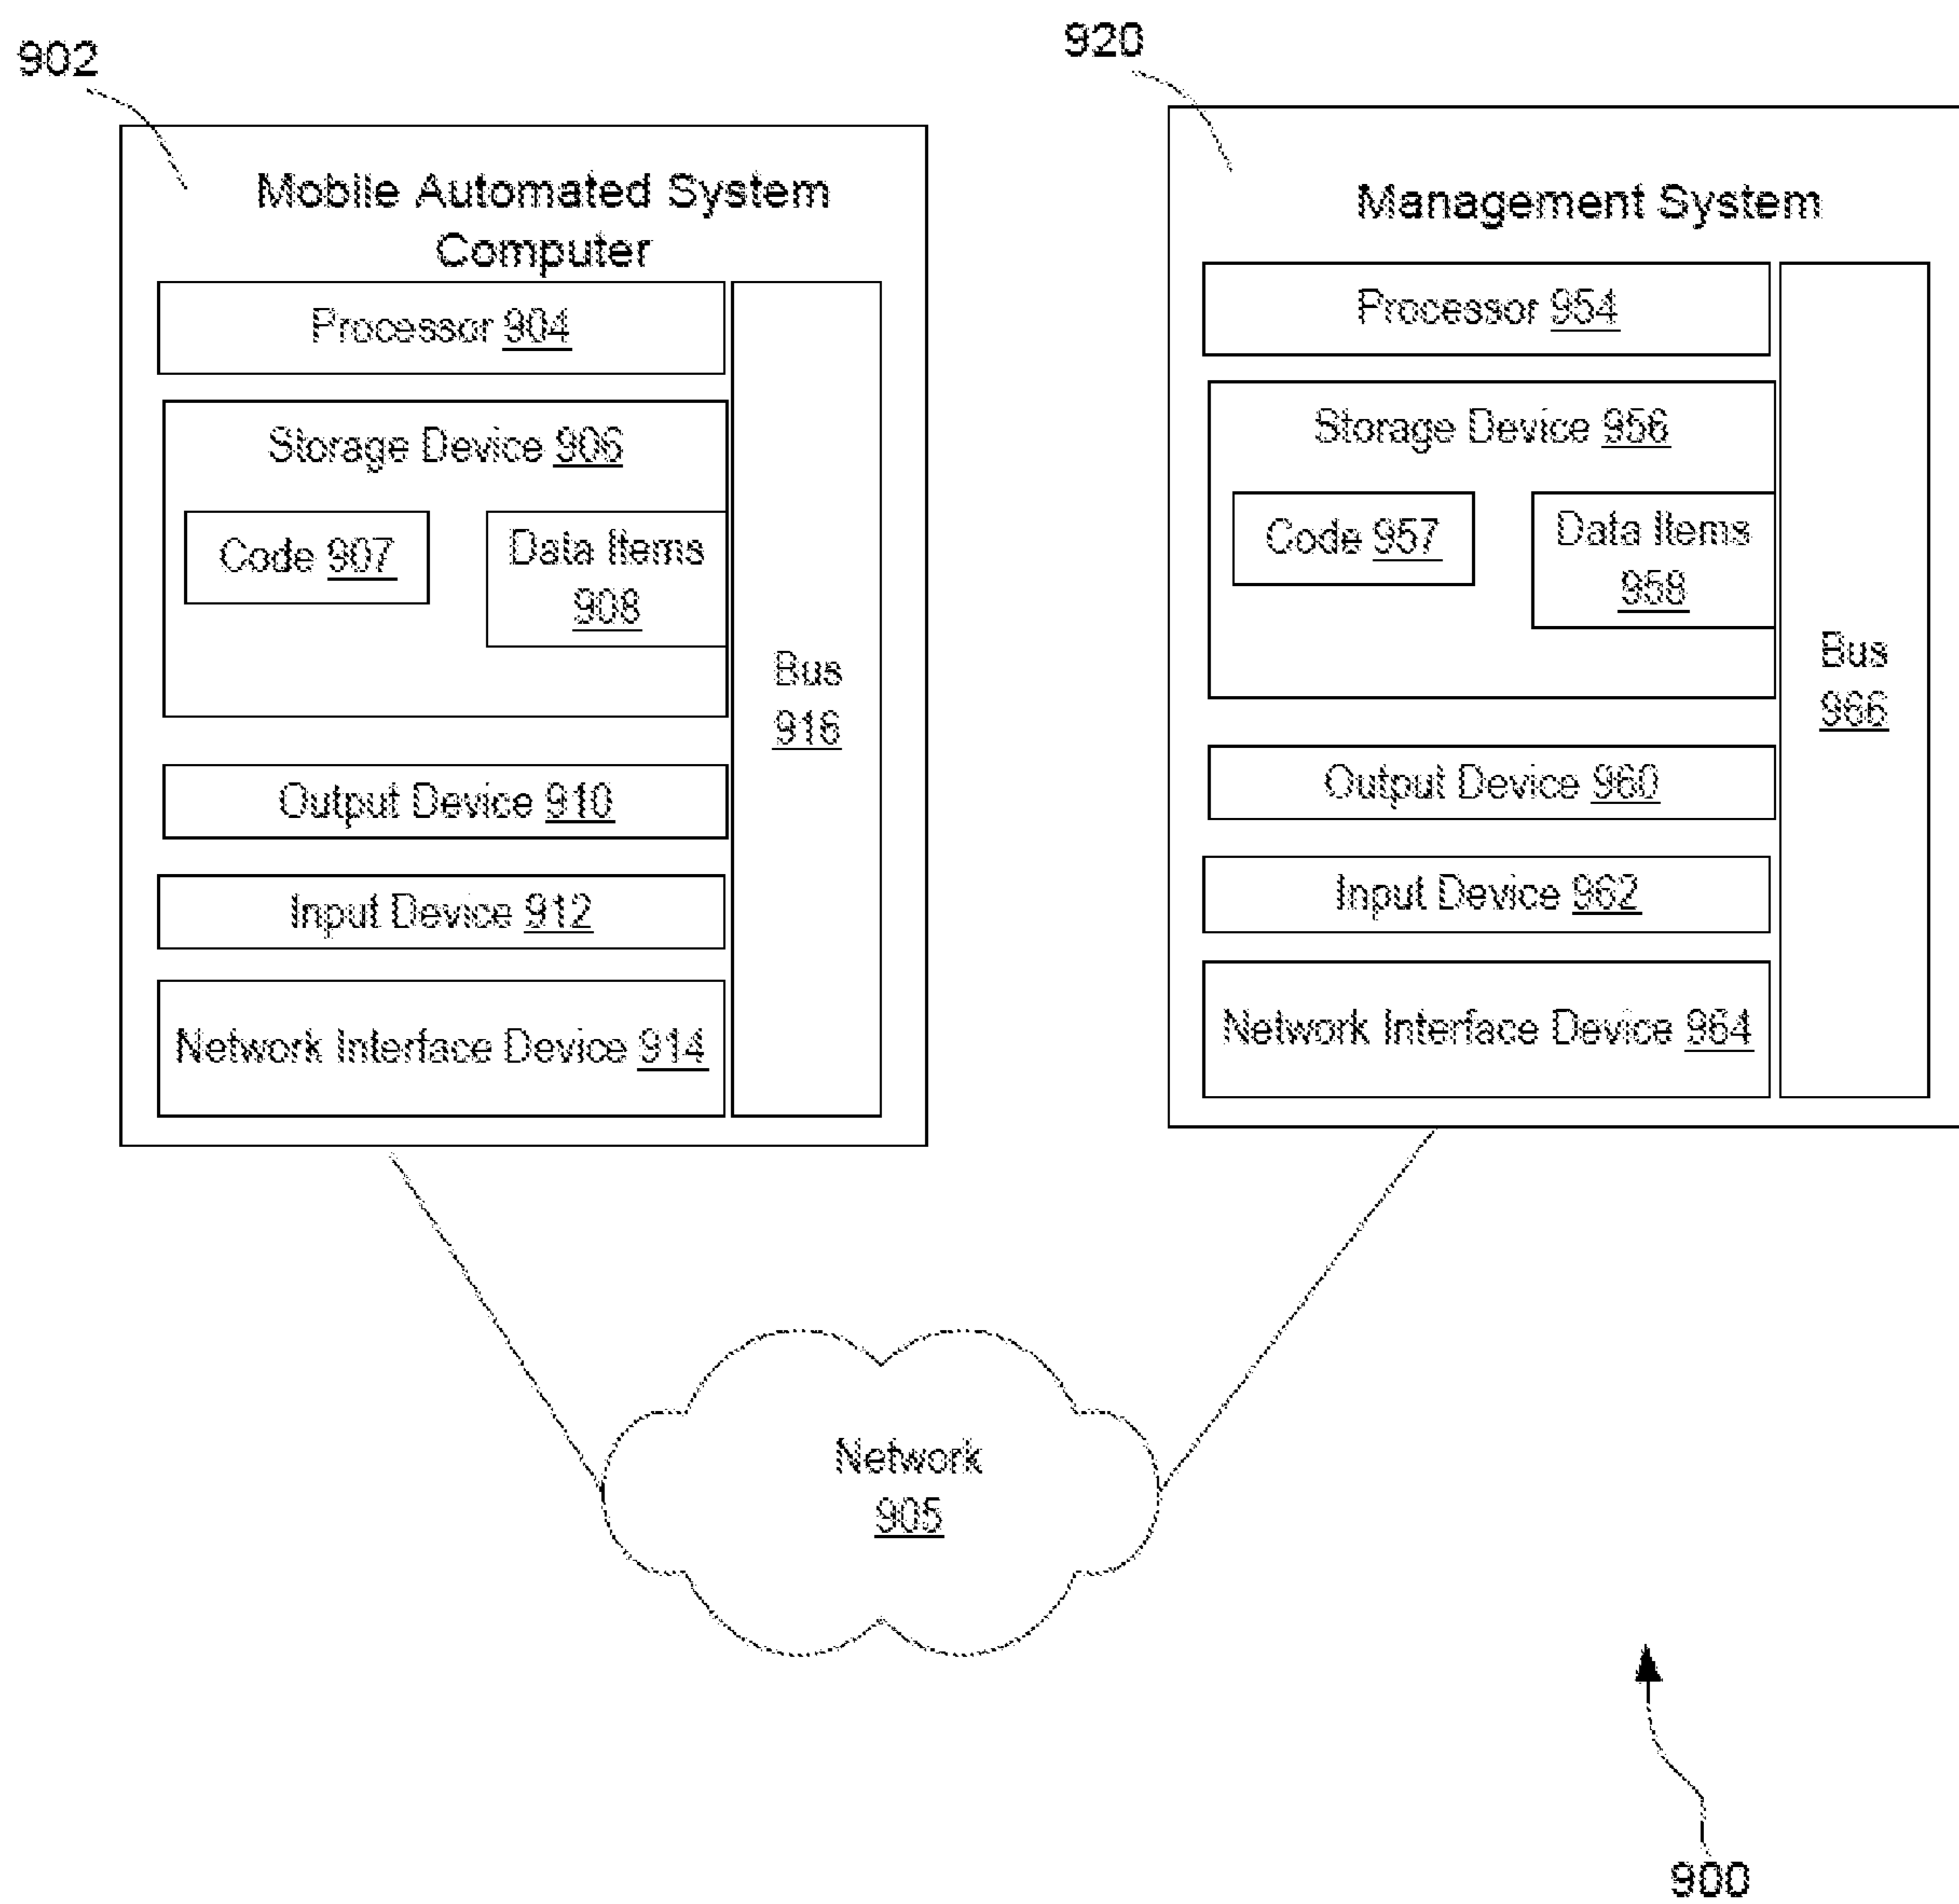 902
Mobile Automated System
Computer
Processor 904
Storage Device 906
Code 907
Data Items
908
Bus
916
Output Device 910
Input Device 912
Network Interface Device 914
920
Management System
Processor 954
Storage Device 956
Code 957
Data Items
958
Bus
966
Output Device 960
Input Device 962
Network Interface Device 964
Network
905
900